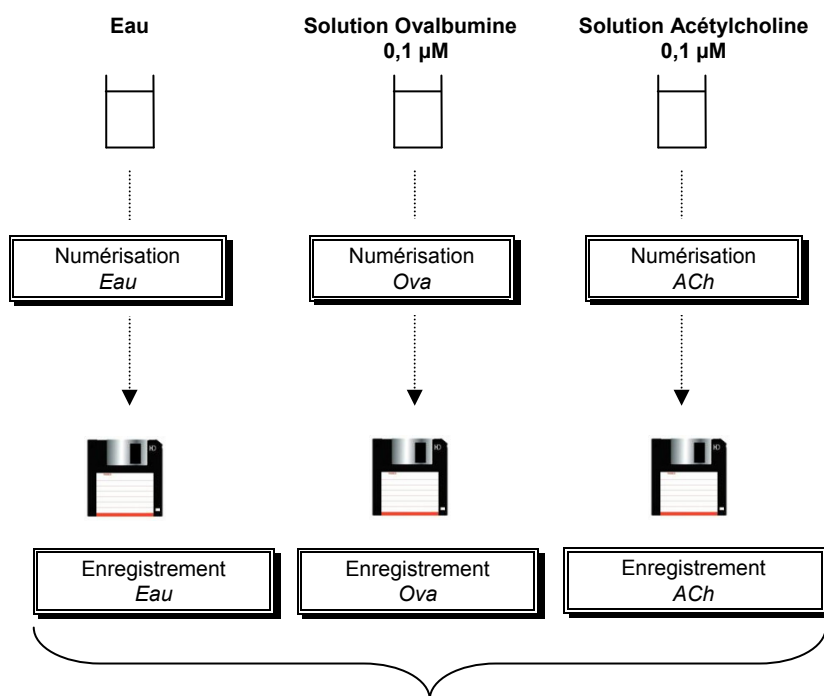 Eau
Solution Ovalbumine
0,1 µM
Solution Acétylcholine
0,1 µM
Numérisation
Eau
Numérisation
Ova
Numérisation
ACh
Enregistrement
Eau
Enregistrement
Ova
Enregistrement
ACh